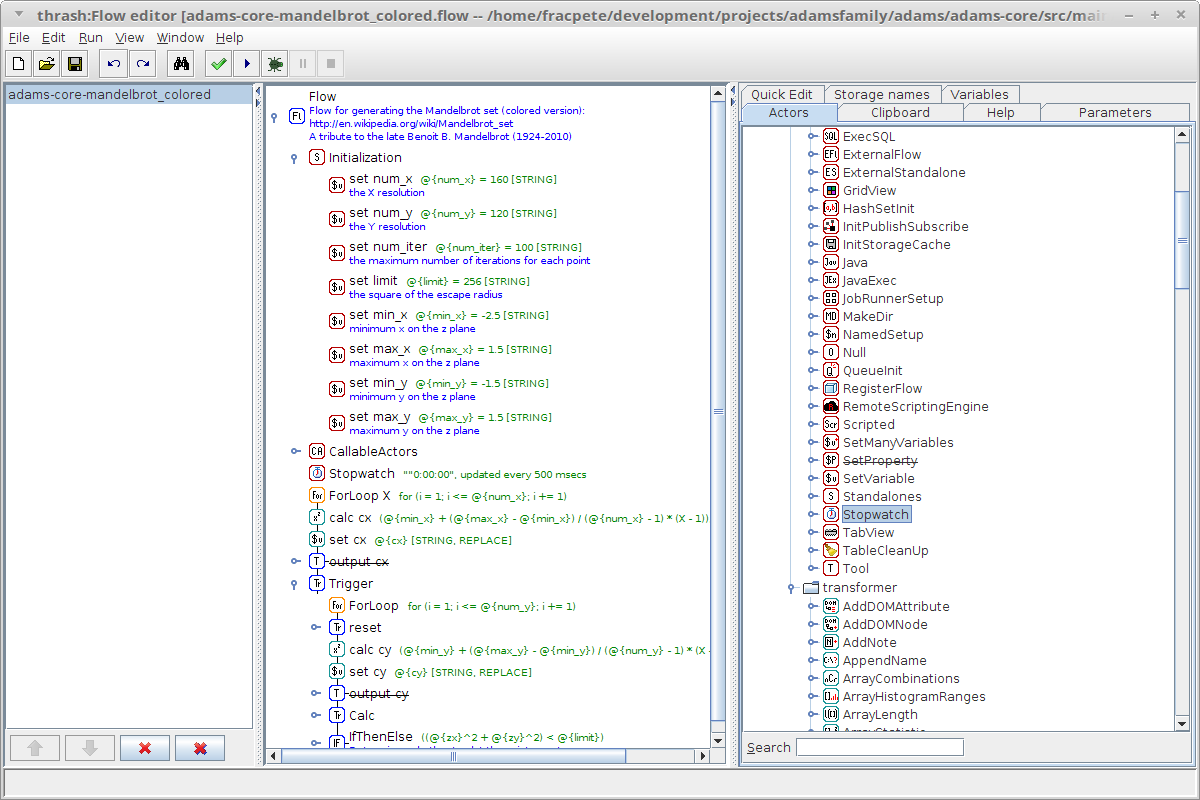 thrash:Flow editor [adams-core-mandelbrot_colored.flow -- /home/fracpete/development/projects/adamsfamily/adams/adams-core/src/main
File Edit Run View Window Help
adams-core-mandelbrot_colored
Flow
Flow for generating the Mandelbrot set (colored version):
http://en.wikipedia.org/wiki/Mandelbrot_set
A tribute to the late Benoit B. Mandelbrot (1924-2010)
Initialization
set num_x @{num_x} = 160 [STRING]
the X resolution
set num_y @{num_y} = 120 [STRING]
the Y resolution
set num_iter @{num_iter} = 100 [STRING]
the maximum number of iterations for each point
set limit @{limit} = 256 [STRING]
the square of the escape radius
set min_x @{min_x} = -2.5 [STRING]
minimum x on the z plane
set max_x @{max_x} = 1.5 [STRING]
maximum x on the z plane
set min_y @{min_y} = -1.5 [STRING]
minimum y on the z plane
set max_y @{max_y} = 1.5 [STRING]
maximum y on the z plane
CallableActors
Stopwatch ""0:00:00", updated every 500 msecs
ForLoop X for (i = 1; i <= @{num_x}; i += 1)
calc cx (@{min_x} + (@{max_x} - @{min_x}) / (@{num_x} - 1) * (X - 1))
set cx @{cx} [STRING, REPLACE]
output cx
Trigger
ForLoop for (i = 1; i <= @{num_y}; i += 1)
reset
calc cy (@{min_y} + (@{max_y} - @{min_y}) / (@{num_y} - 1) * (X -
set cy @{cy} [STRING, REPLACE]
output cy
Calc
IfThenElse ((@{zx}^2 + @{zy}^2) < @{limit})
Quick Edit Storage names Variables
Actors Clipboard Help Parameters
ExecSQL
ExternalFlow
ExternalStandalone
GridView
HashSetInit
InitPublishSubscribe
InitStorageCache
Java
JavaExec
JobRunnerSetup
MakeDir
NamedSetup
Null
QueueInit
RegisterFlow
RemoteScriptingEngine
Scripted
SetManyVariables
SetProperty
SetVariable
Standalones
Stopwatch
TabView
TableCleanUp
Tool
transformer
AddDOMAttribute
AddDOMNode
AddNote
AppendName
ArrayCombinations
ArrayHistogramRanges
ArrayLength
ArrayStatistic
Search